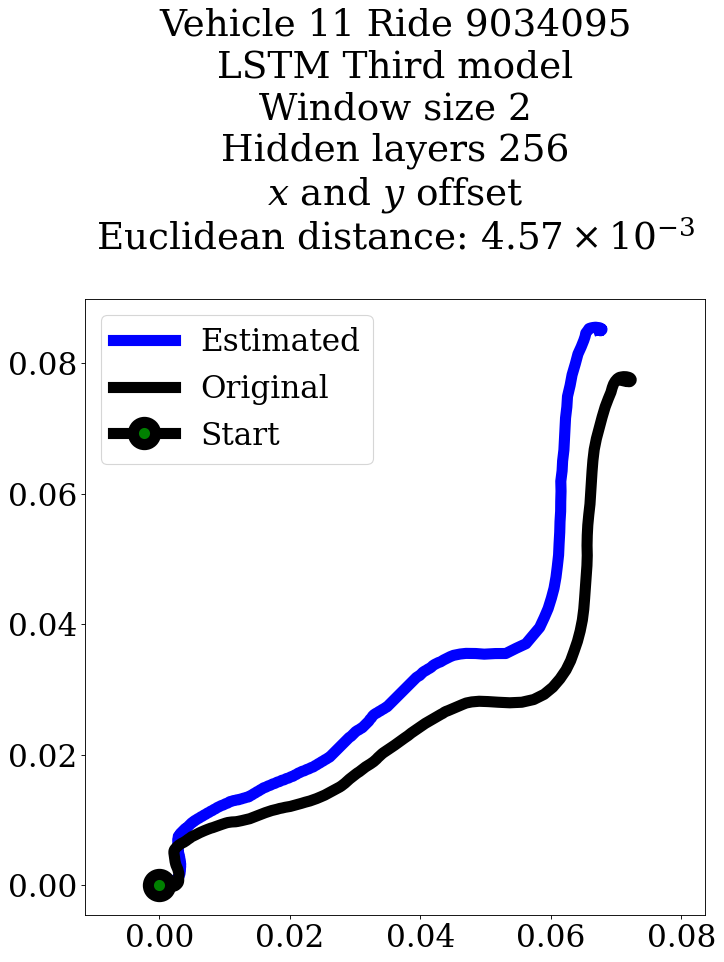 Vehicle 11 Ride 9034095
LSTM Third model
Window size 2
Hidden layers 256
x and y offset
Euclidean distance: 4.57 × 10⁻³
Estimated
Original
Start
0.08
0.06
0.04
0.02
0.00
0.00 0.02 0.04 0.06 0.08